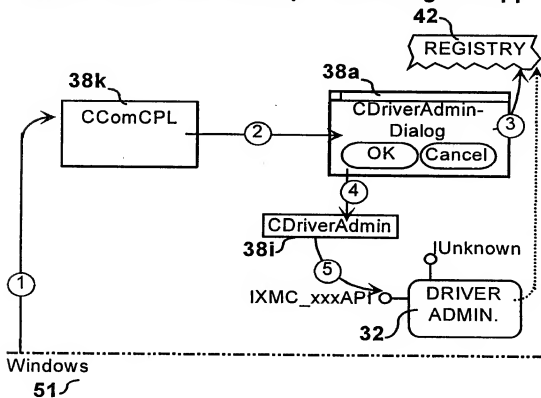 42
REGISTRY
38k
38a
CComCPL
CDriverAdmin-
Dialog
OK
Cancel
2
3
4
CDriverAdmin
38i
5
IUnknown
IXMC_xxxAPI
DRIVER
ADMIN.
32
1
Windows
51